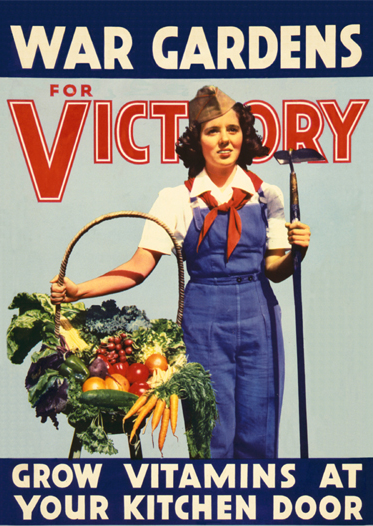 WAR GARDENS
FOR
VICTORY
GROW VITAMINS AT
YOUR KITCHEN DOOR